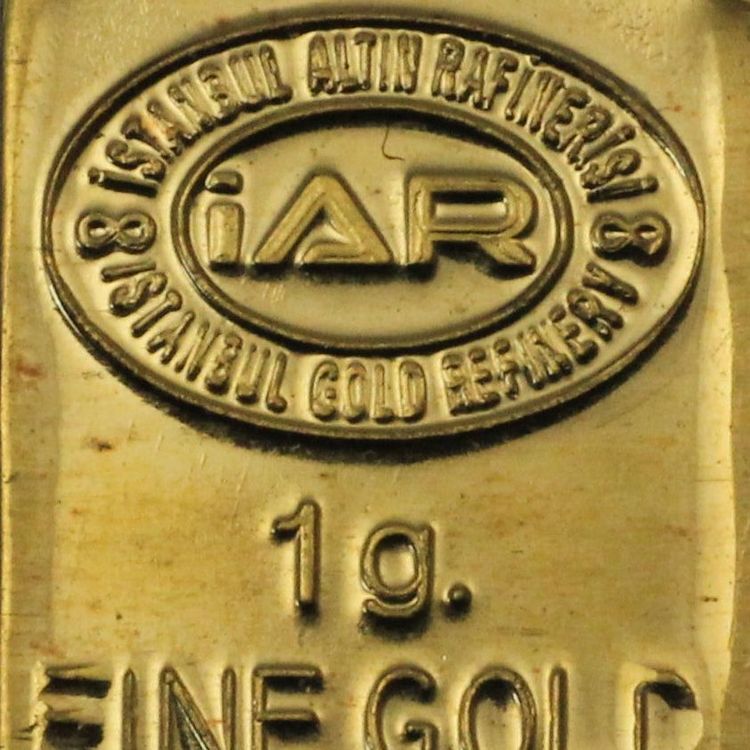 İSTANBUL ALTIN RAFİNERİSİ
8 8
iAR
ISTANBUL GOLD REFINERY
1g.
FINE GOLD